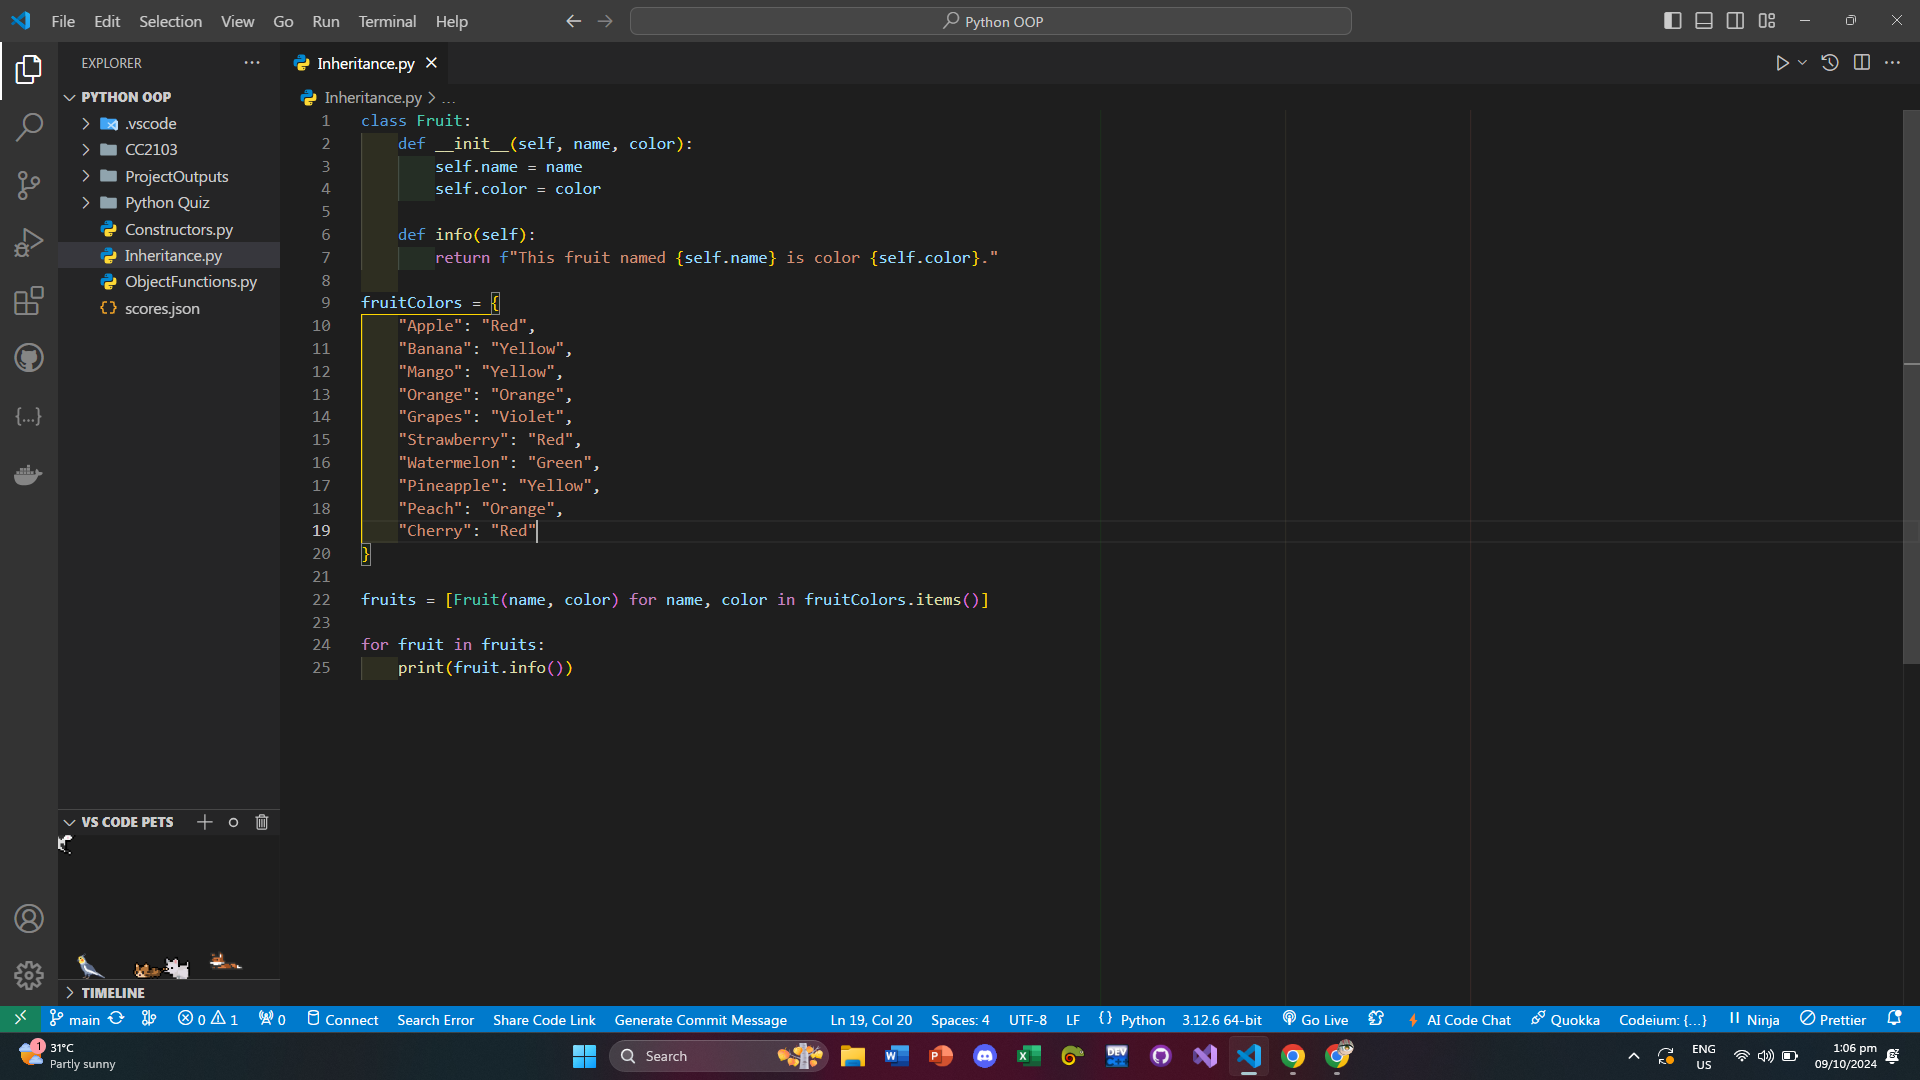 File Edit Selection View Go Run Terminal Help
Python OOP
EXPLORER
PYTHON OOP
.vscode
CC2103
ProjectOutputs
Python Quiz
Constructors.py
Inheritance.py
ObjectFunctions.py
{} scores.json
VS CODE PETS
TIMELINE
Inheritance.py
Inheritance.py > ...
1 class Fruit:
2     def __init__(self, name, color):
3         self.name = name
4         self.color = color
5
6     def info(self):
7         return f"This fruit named {self.name} is color {self.color}."
8
9 fruitColors = {
10     "Apple": "Red",
11     "Banana": "Yellow",
12     "Mango": "Yellow",
13     "Orange": "Orange",
14     "Grapes": "Violet",
15     "Strawberry": "Red",
16     "Watermelon": "Green",
17     "Pineapple": "Yellow",
18     "Peach": "Orange",
19     "Cherry": "Red"
20 }
21
22 fruits = [Fruit(name, color) for name, color in fruitColors.items()]
23
24 for fruit in fruits:
25     print(fruit.info())
main 0 1 0 Connect Search Error Share Code Link Generate Commit Message Ln 19, Col 20 Spaces: 4 UTF-8 LF {} Python 3.12.6 64-bit Go Live AI Code Chat Quokka Codeium: {...} Ninja Prettier
1 31°C
Partly sunny
Search
W P X DEV
ENG
US
1:06 pm
09/10/2024